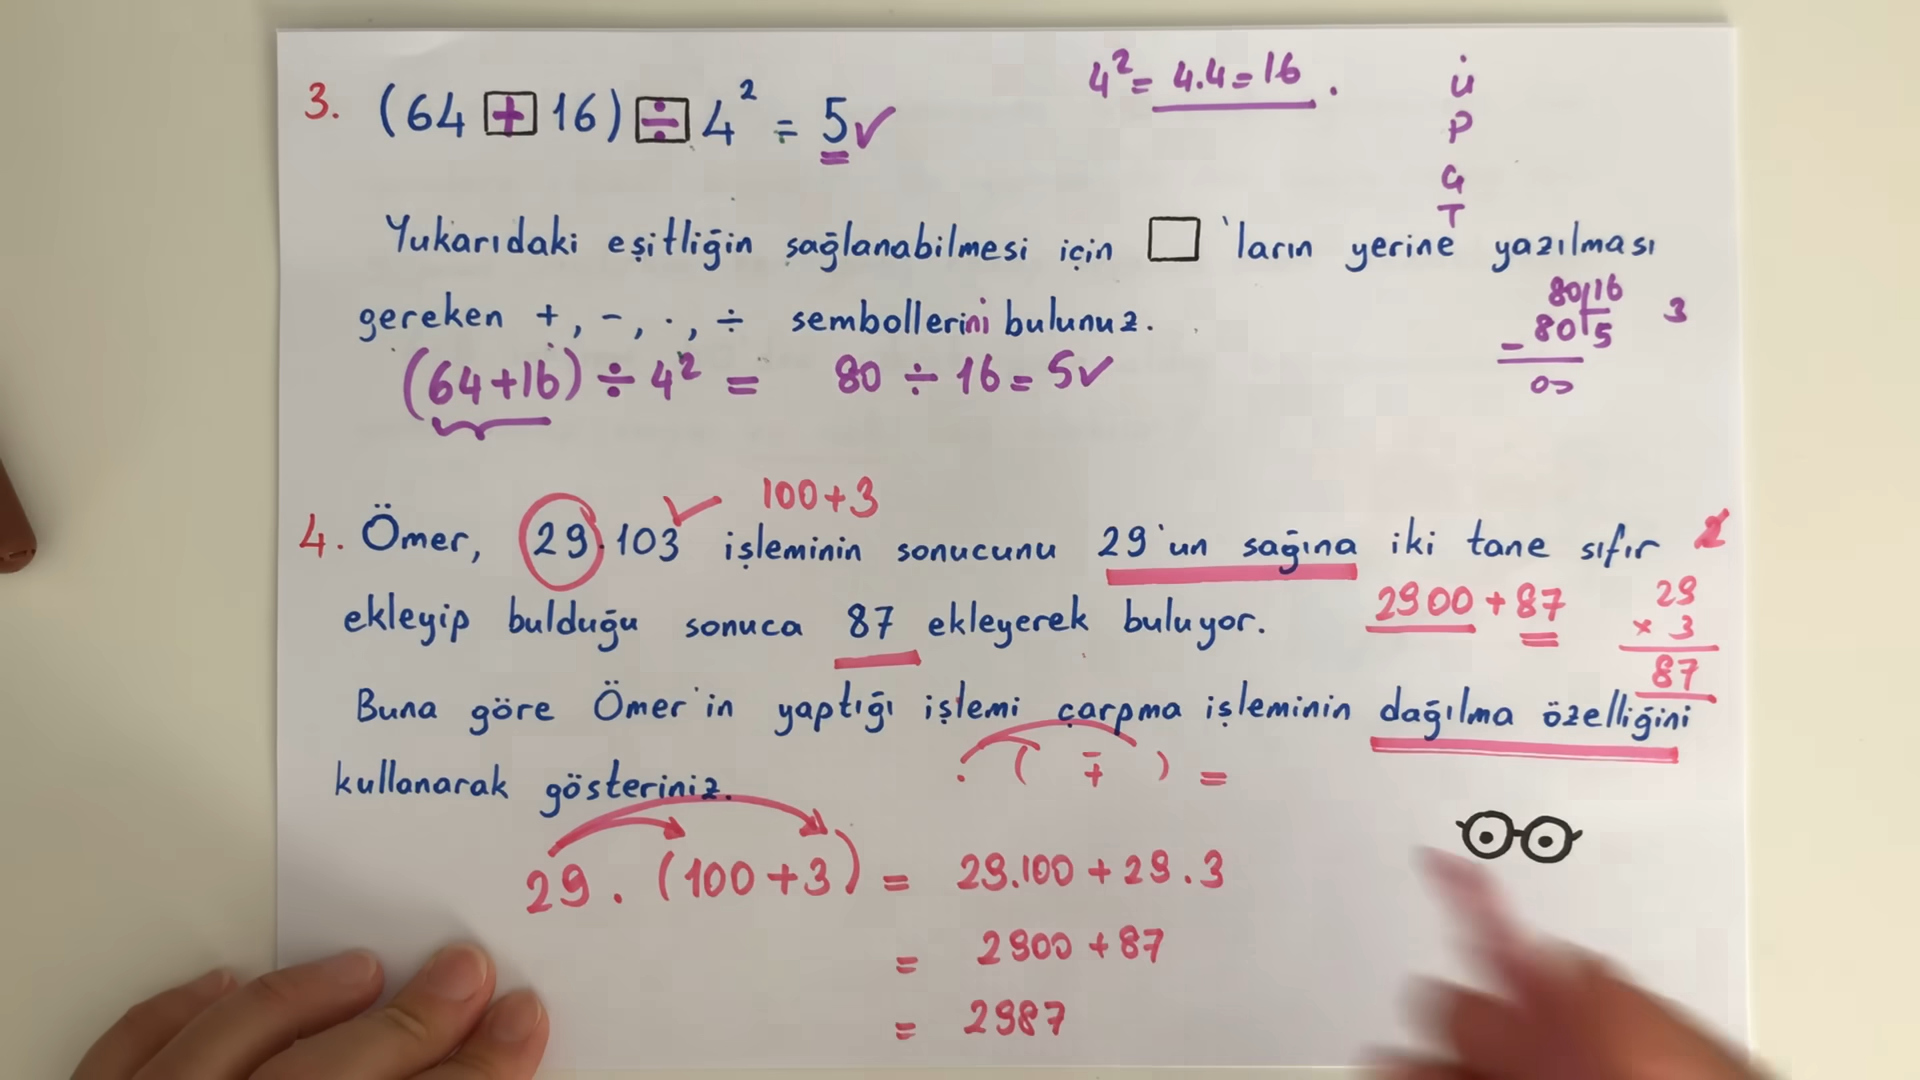 4² = 4.4 = 16 .
Ü
P
Ç
T
3. (64 + 16) ÷ 4² = 5 ✓
Yukarıdaki eşitliğin sağlanabilmesi için □ 'ların yerine yazılması
gereken +, -, ·, ÷ sembollerini bulunuz.
80 16
- 80 5
00
3
(64+16) ÷ 4² = 80 ÷ 16 = 5 ✓
100+3
4. Ömer, 29.103 ✓ işleminin sonucunu 29'un sağına iki tane sıfır
ekleyip bulduğu sonuca 87 ekleyerek buluyor.
2900 + 87
2
29
x 3
87
Buna göre Ömer'in yaptığı işlemi çarpma işleminin dağılma özelliğini
kullanarak gösteriniz.
. ( ∓ ) =
29 . (100+3) = 29.100 + 29.3
= 2900 + 87
= 2987